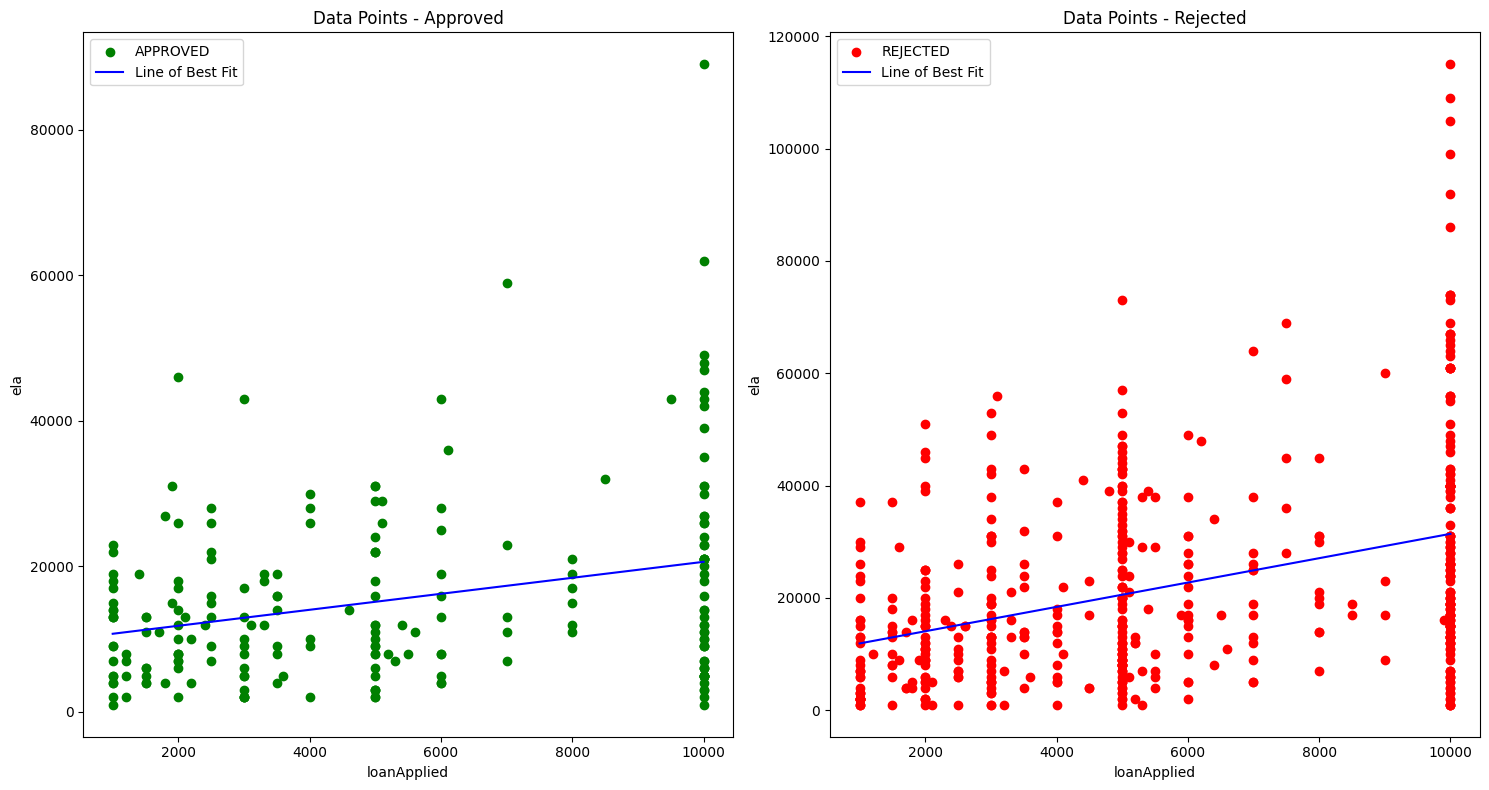 Data Points - Approved
APPROVED
Line of Best Fit
80000
60000
40000
20000
0
ela
2000
4000
6000
8000
10000
loanApplied
Data Points - Rejected
REJECTED
Line of Best Fit
120000
100000
80000
60000
40000
20000
0
ela
2000
4000
6000
8000
10000
loanApplied